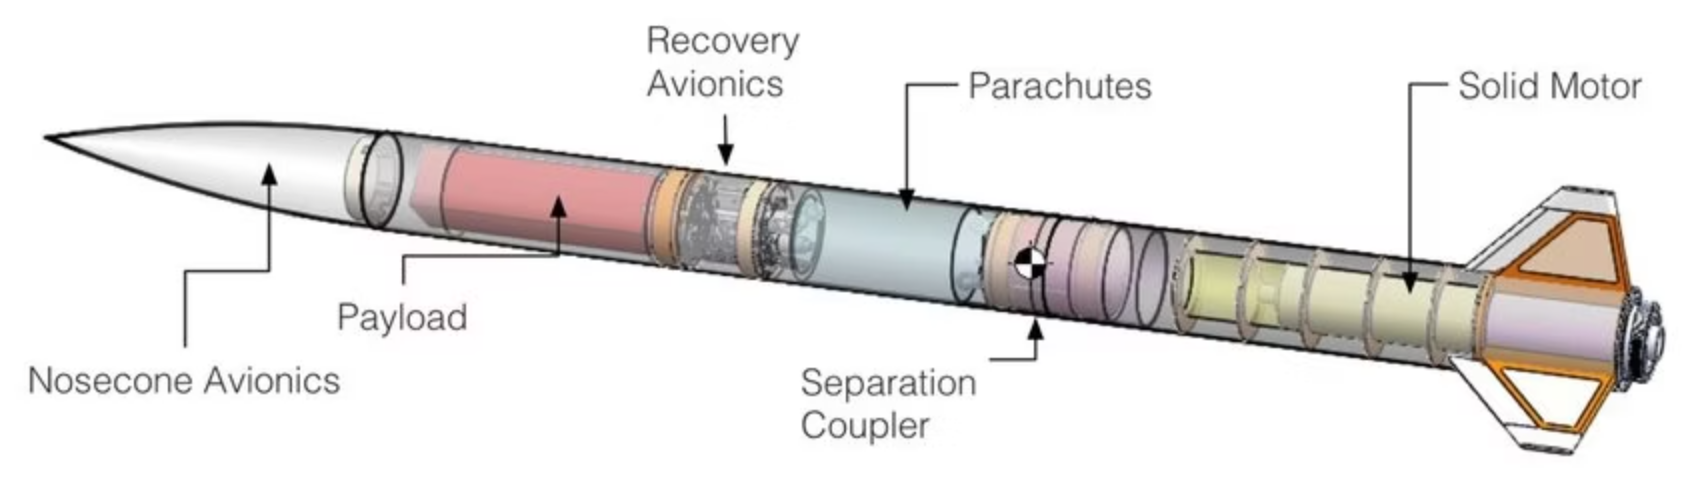 Recovery
Avionics
Parachutes
Solid Motor
Payload
Nosecone Avionics
Separation
Coupler